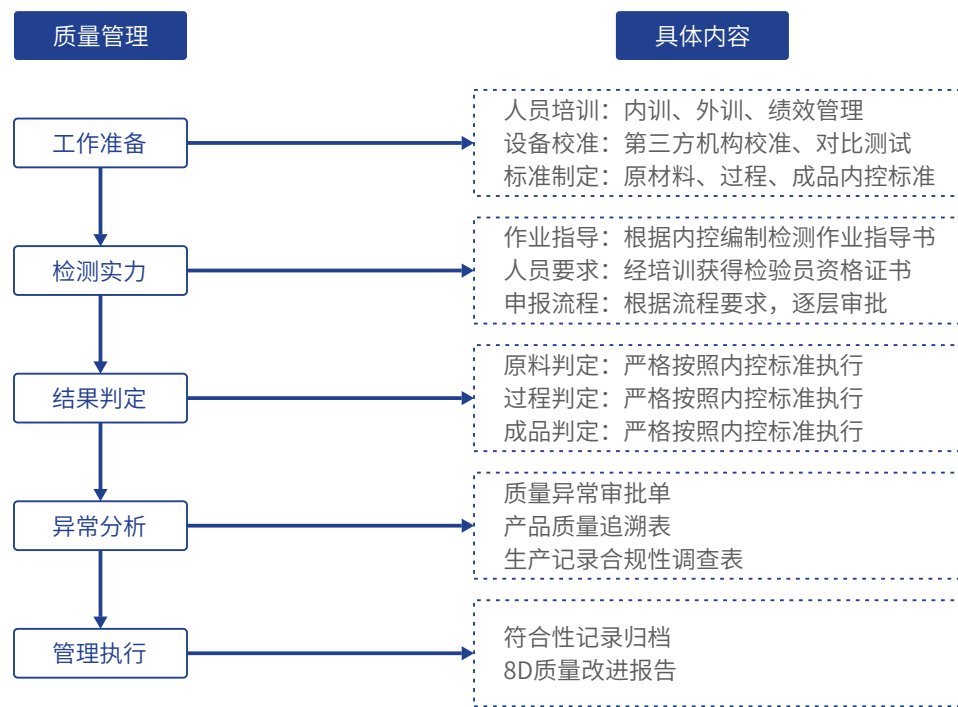 质量管理
具体内容
工作准备
人员培训：内训、外训、绩效管理
设备校准：第三方机构校准、对比测试
标准制定：原材料、过程、成品内控标准
检测实力
作业指导：根据内控编制检测作业指导书
人员要求：经培训获得检验员资格证书
申报流程：根据流程要求，逐层审批
结果判定
原料判定：严格按照内控标准执行
过程判定：严格按照内控标准执行
成品判定：严格按照内控标准执行
异常分析
质量异常审批单
产品质量追溯表
生产记录合规性调查表
管理执行
符合性记录归档
8D质量改进报告